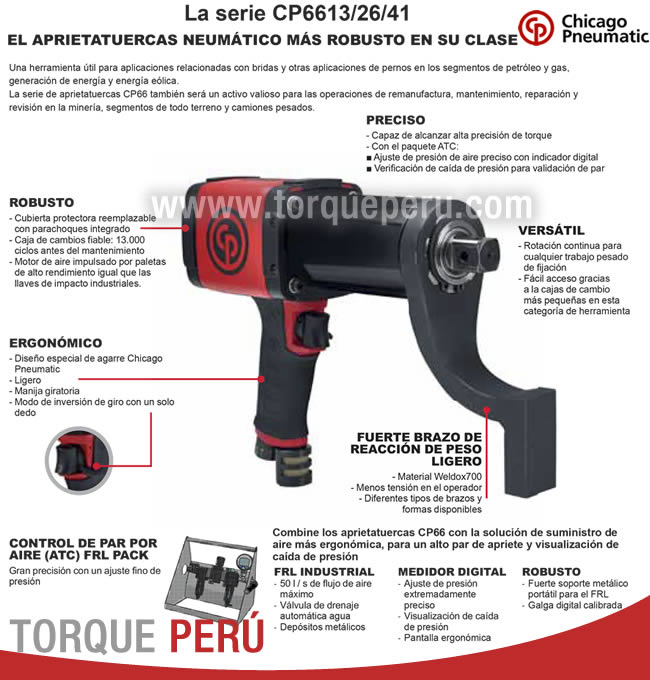 La serie CP6613/26/41
EL APRIETATUERCAS NEUMÁTICO MÁS ROBUSTO EN SU CLASE
CP
Chicago
Pneumatic
Una herramienta útil para aplicaciones relacionadas con bridas y otras aplicaciones de pernos en los segmentos de petróleo y gas,
generación de energía y energía eólica.
La serie de aprietatuercas CP66 también será un activo valioso para las operaciones de remanufactura, mantenimiento, reparación y
revisión en la minería, segmentos de todo terreno y camiones pesados.
PRECISO
- Capaz de alcanzar alta precisión de torque
- Con el paquete ATC:
■ Ajuste de presión de aire preciso con indicador digital
■ Verificación de caída de presión para validación de par
www.torqueperu.com
ROBUSTO
- Cubierta protectora reemplazable
con parachoques integrado
- Caja de cambios fiable: 13.000
ciclos antes del mantenimiento
- Motor de aire impulsado por paletas
de alto rendimiento igual que las
llaves de impacto industriales.
CP
VERSÁTIL
- Rotación continua para
cualquier trabajo pesado
de fijación
- Fácil acceso gracias
a la cajas de cambio
más pequeñas en esta
categoría de herramienta
ERGONÓMICO
- Diseño especial de agarre Chicago
Pneumatic
- Ligero
- Manija giratoria
- Modo de inversión de giro con un solo
dedo
FUERTE BRAZO DE
REACCIÓN DE PESO
LIGERO
- Material Weldox700
- Menos tensión en el operador
- Diferentes tipos de brazos y
formas disponibles
CONTROL DE PAR POR
AIRE (ATC) FRL PACK
Gran precisión con un ajuste fino de
presión
Combine los aprietatuercas CP66 con la solución de suministro de
aire más ergonómica, para un alto par de apriete y visualización de
caída de presión
FRL INDUSTRIAL
- 50 l / s de flujo de aire
máximo
- Válvula de drenaje
automática agua
- Depósitos metálicos
MEDIDOR DIGITAL
- Ajuste de presión
extremadamente
preciso
- Visualización de caída
de presión
- Pantalla ergonómica
ROBUSTO
- Fuerte soporte metálico
portátil para el FRL
- Galga digital calibrada
TORQUE PERÚ